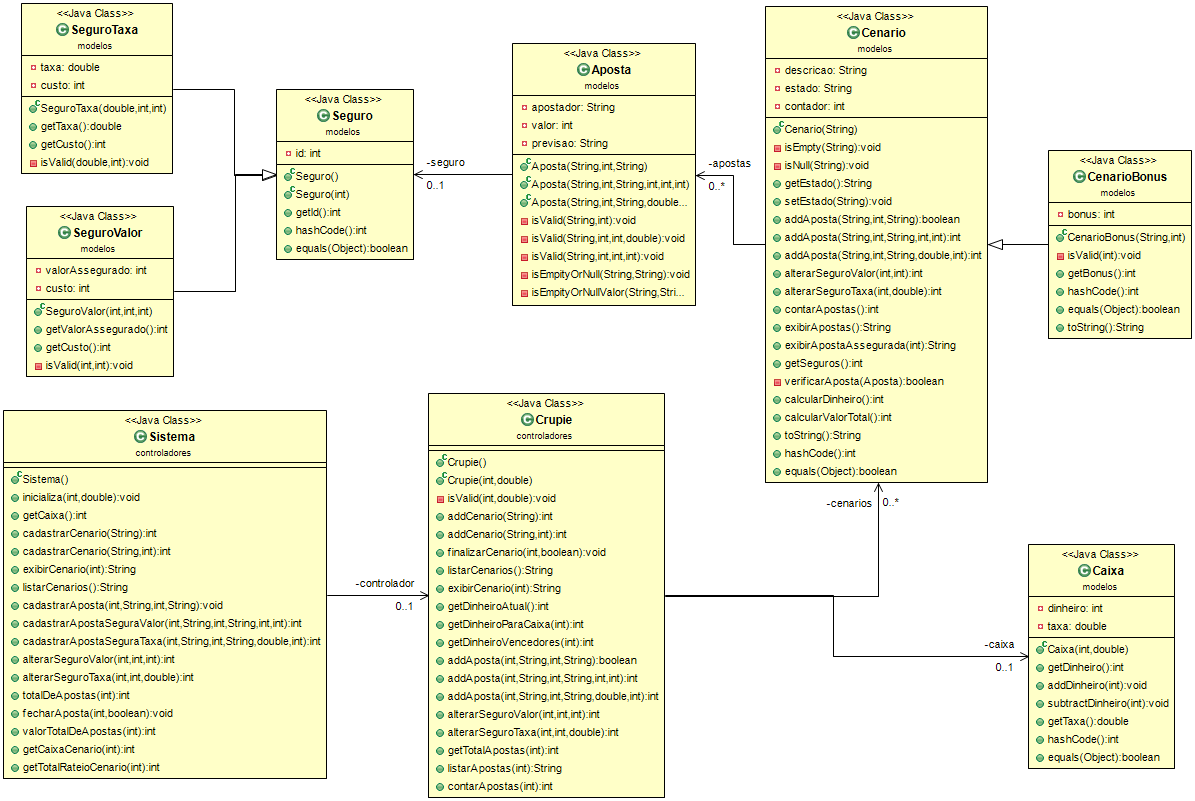 <<Java Class>>
SeguroTaxa
modelos
taxa: double
custo: int
SeguroTaxa(double,int,int)
getTaxa():double
getCusto():int
isValid(double,int):void
<<Java Class>>
SeguroValor
modelos
valorAssegurado: int
custo: int
SeguroValor(int,int,int)
getValorAssegurado():int
getCusto():int
isValid(int,int):void
<<Java Class>>
Seguro
modelos
id: int
Seguro()
Seguro(int)
getId():int
hashCode():int
equals(Object):boolean
-seguro
0..1
<<Java Class>>
Aposta
modelos
apostador: String
valor: int
previsao: String
Aposta(String,int,String)
Aposta(String,int,String,int,int,int)
Aposta(String,int,String,double...
isValid(String,int):void
isValid(String,int,int,double):void
isValid(String,int,int,int):void
isEmpityOrNull(String,String):void
isEmpityOrNullValor(String,Stri...
-apostas
0..*
<<Java Class>>
Cenario
modelos
descricao: String
estado: String
contador: int
Cenario(String)
isEmpty(String):void
isNull(String):void
getEstado():String
setEstado(String):void
addAposta(String,int,String):boolean
addAposta(String,int,String,int,int):int
addAposta(String,int,String,double,int):int
alterarSeguroValor(int,int):int
alterarSeguroTaxa(int,double):int
contarApostas():int
exibirApostas():String
exibirApostaAssegurada(int):String
getSeguros():int
verificarAposta(Aposta):boolean
calcularDinheiro():int
calcularValorTotal():int
toString():String
hashCode():int
equals(Object):boolean
<<Java Class>>
CenarioBonus
modelos
bonus: int
CenarioBonus(String,int)
isValid(int):void
getBonus():int
hashCode():int
equals(Object):boolean
toString():String
<<Java Class>>
Sistema
controladores
Sistema()
inicializa(int,double):void
getCaixa():int
cadastrarCenario(String):int
cadastrarCenario(String,int):int
exibirCenario(int):String
listarCenarios():String
cadastrarAposta(int,String,int,String):void
cadastrarApostaSeguraValor(int,String,int,String,int,int):int
cadastrarApostaSeguraTaxa(int,String,int,String,double,int):int
alterarSeguroValor(int,int,int):int
alterarSeguroTaxa(int,int,double):int
totalDeApostas(int):int
fecharAposta(int,boolean):void
valorTotalDeApostas(int):int
getCaixaCenario(int):int
getTotalRateioCenario(int):int
-controlador
0..1
<<Java Class>>
Crupie
controladores
Crupie()
Crupie(int,double)
isValid(int,double):void
addCenario(String):int
addCenario(String,int):int
finalizarCenario(int,boolean):void
listarCenarios():String
exibirCenario(int):String
getDinheiroAtual():int
getDinheiroParaCaixa(int):int
getDinheiroVencedores(int):int
addAposta(int,String,int,String):boolean
addAposta(int,String,int,String,int,int):int
addAposta(int,String,int,String,double,int):int
alterarSeguroValor(int,int,int):int
alterarSeguroTaxa(int,int,double):int
getTotalApostas(int):int
listarApostas(int):String
contarApostas(int):int
-cenarios
0..*
-caixa
0..1
<<Java Class>>
Caixa
modelos
dinheiro: int
taxa: double
Caixa(int,double)
getDinheiro():int
addDinheiro(int):void
subtractDinheiro(int):void
getTaxa():double
hashCode():int
equals(Object):boolean